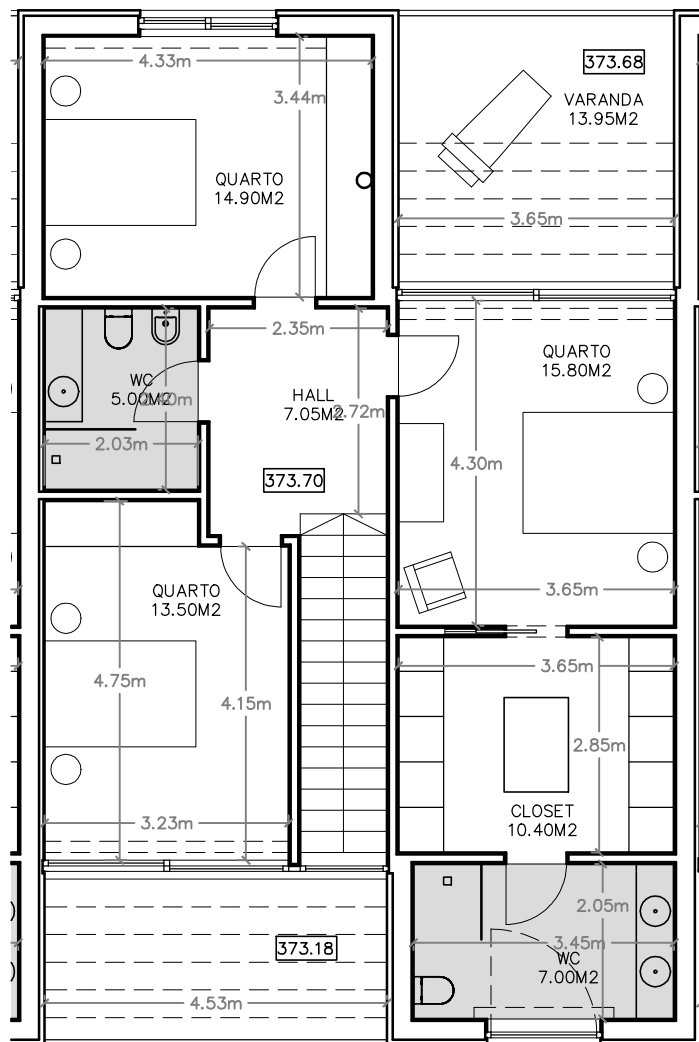 4.33m
373.68
3.44m
VARANDA
13.95M2
QUARTO
14.90M2
3.65m
2.35m
QUARTO
15.80M2
WC
5.00M2
HALL
7.05M2
2.72m
2.03m
4.30m
373.70
QUARTO
13.50M2
3.65m
3.65m
4.75m
4.15m
2.85m
3.23m
CLOSET
10.40M2
2.05m
373.18
3.45m
WC
7.00M2
4.53m